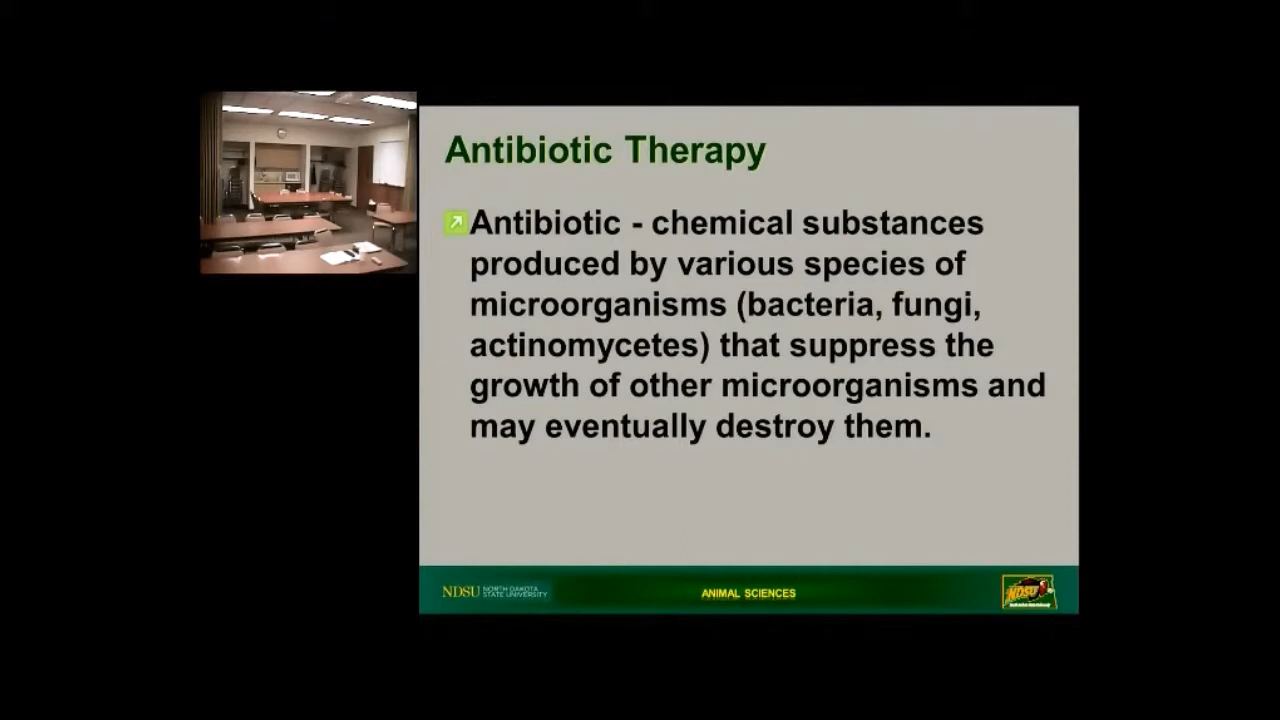 Antibiotic Therapy
Antibiotic - chemical substances
produced by various species of
microorganisms (bacteria, fungi,
actinomycetes) that suppress the
growth of other microorganisms and
may eventually destroy them.
NDSU NORTH DAKOTA
STATE UNIVERSITY
ANIMAL SCIENCES
NDSU